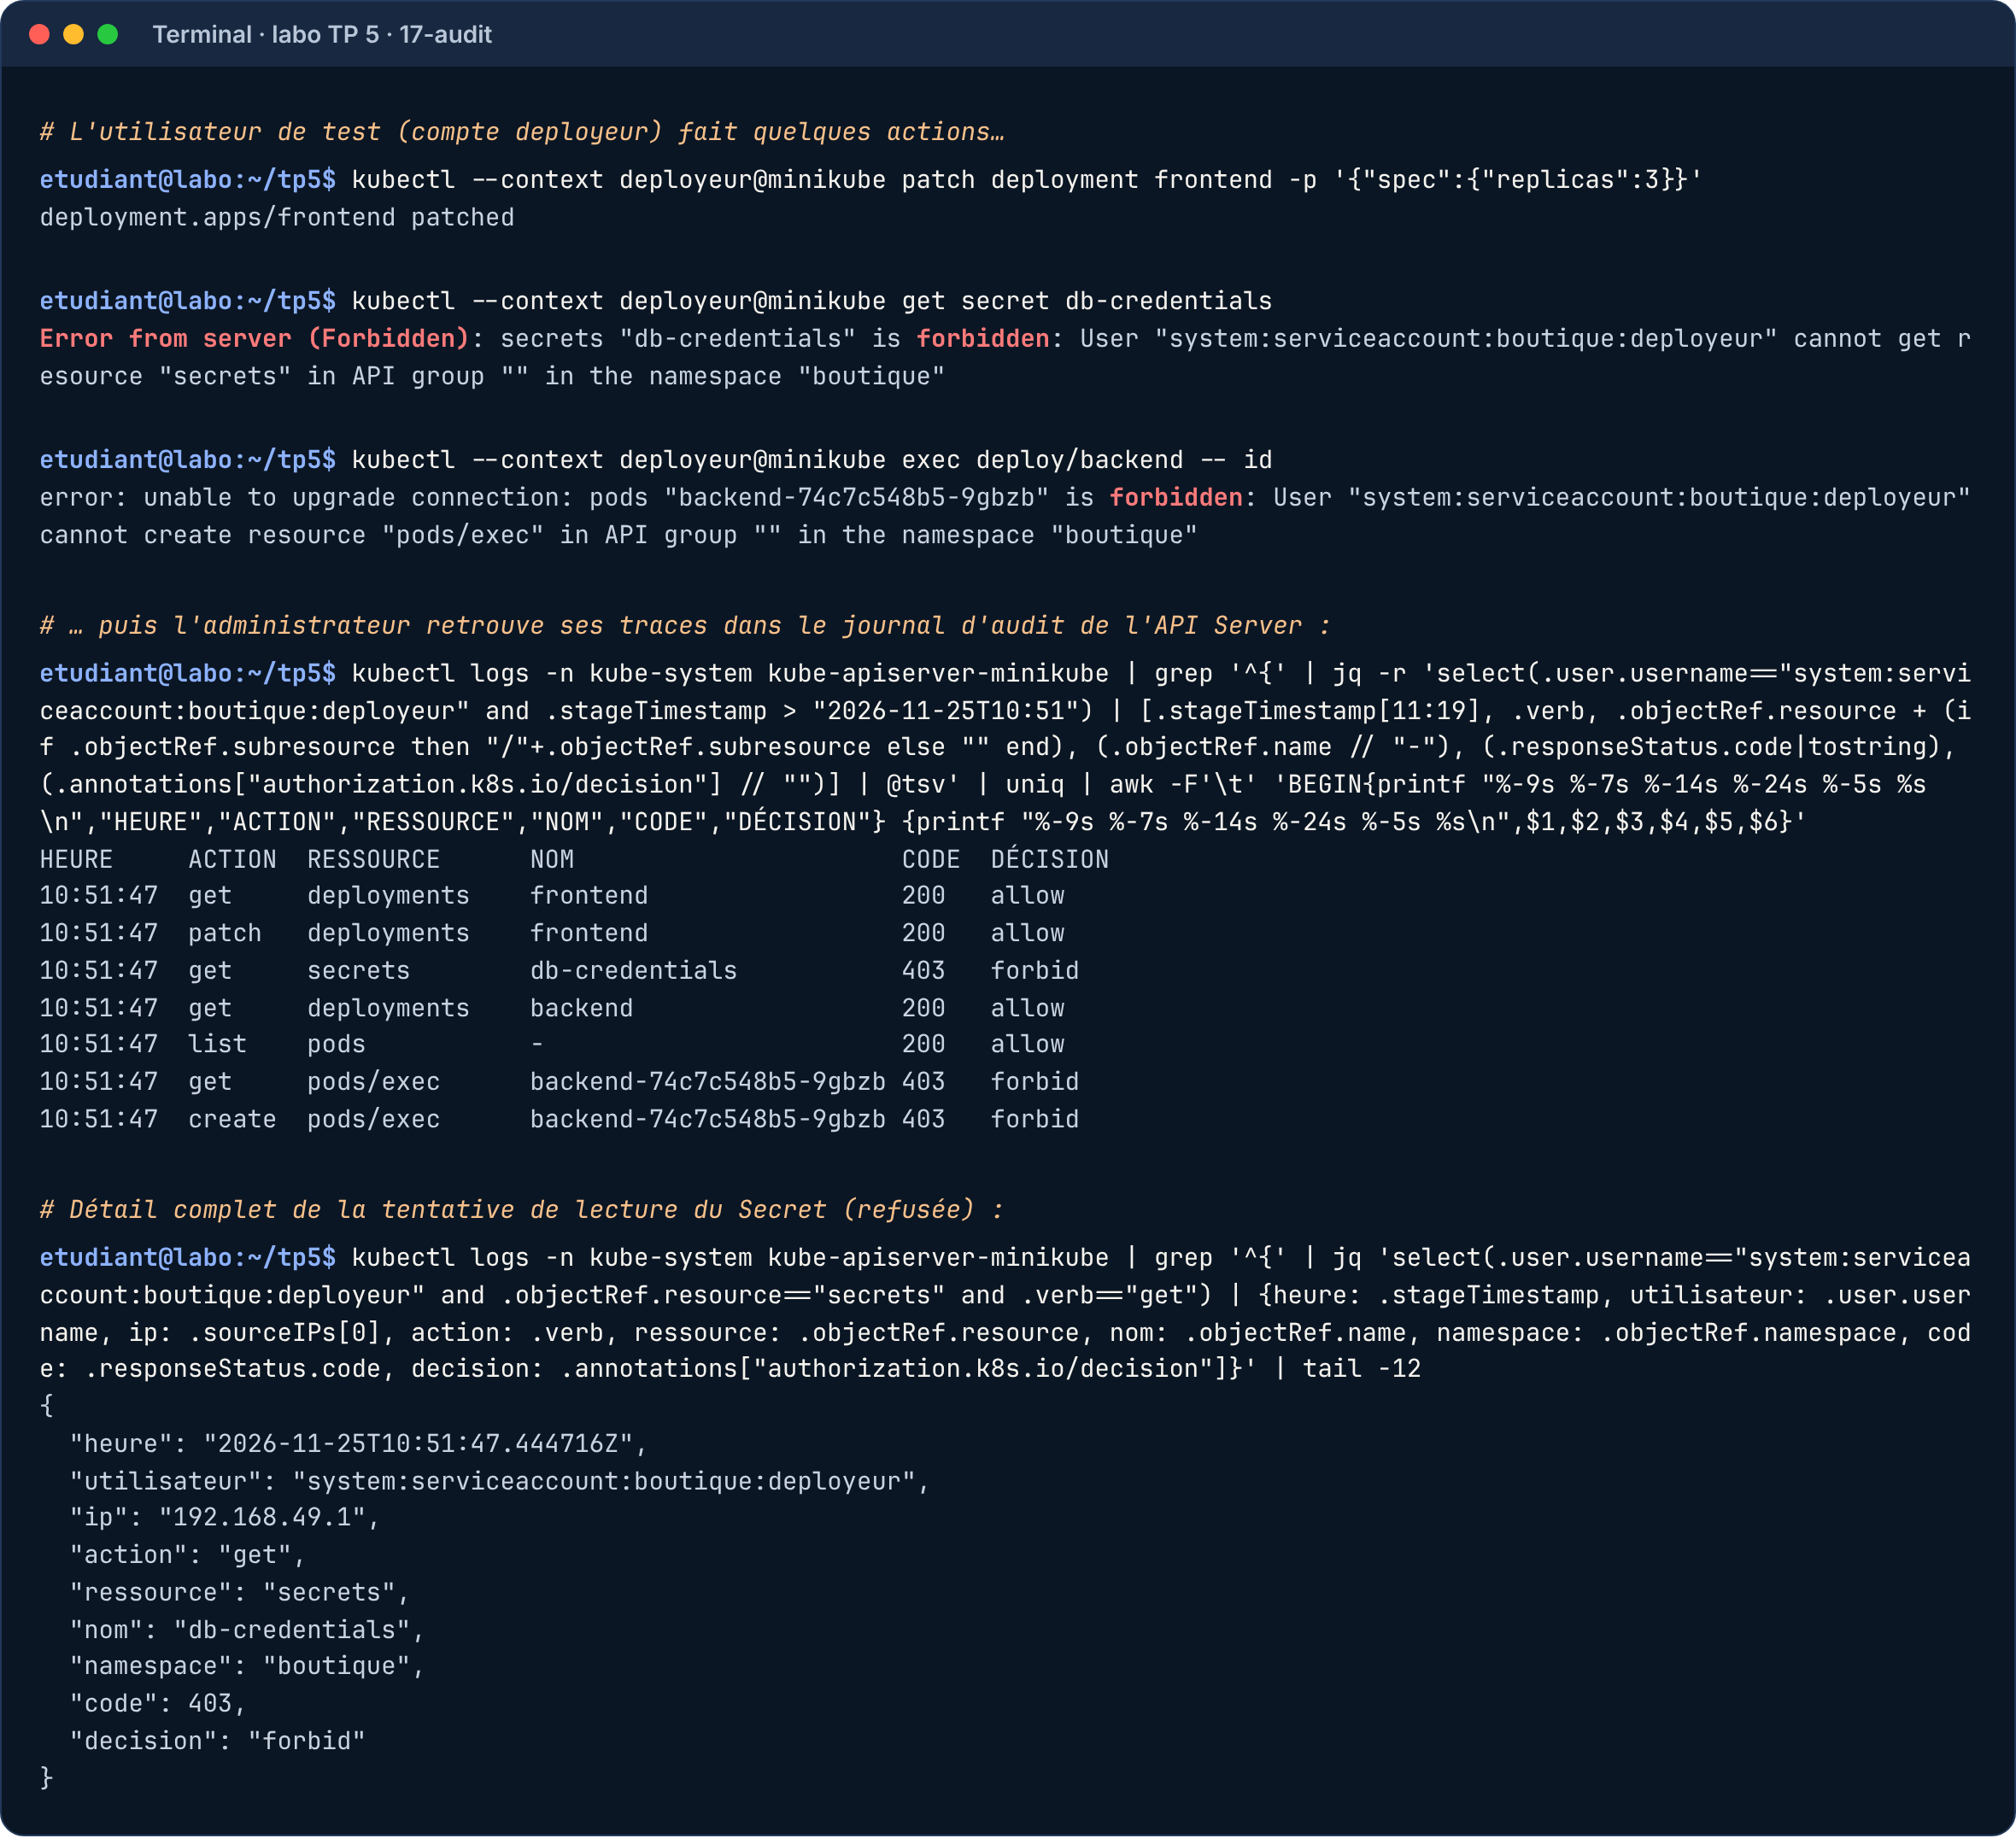 Terminal · labo TP 5 · 17-audit
# L'utilisateur de test (compte deployeur) fait quelques actions…
etudiant@labo:~/tp5$ kubectl --context deployeur@minikube patch deployment frontend -p '{"spec":{"replicas":3}}'
deployment.apps/frontend patched
etudiant@labo:~/tp5$ kubectl --context deployeur@minikube get secret db-credentials
Error from server (Forbidden): secrets "db-credentials" is forbidden: User "system:serviceaccount:boutique:deployeur" cannot get r
esource "secrets" in API group "" in the namespace "boutique"
etudiant@labo:~/tp5$ kubectl --context deployeur@minikube exec deploy/backend -- id
error: unable to upgrade connection: pods "backend-74c7c548b5-9gbzb" is forbidden: User "system:serviceaccount:boutique:deployeur"
cannot create resource "pods/exec" in API group "" in the namespace "boutique"
# … puis l'administrateur retrouve ses traces dans le journal d'audit de l'API Server :
etudiant@labo:~/tp5$ kubectl logs -n kube-system kube-apiserver-minikube | grep '^{' | jq -r 'select(.user.username=="system:servi
ceaccount:boutique:deployeur" and .stageTimestamp > "2026-11-25T10:51") | [.stageTimestamp[11:19], .verb, .objectRef.resource + (i
f .objectRef.subresource then "/"+.objectRef.subresource else "" end), (.objectRef.name // "-"), (.responseStatus.code|tostring),
(.annotations["authorization.k8s.io/decision"] // "")] | @tsv' | uniq | awk -F'\t' 'BEGIN{printf "%-9s %-7s %-14s %-24s %-5s %s
\n","HEURE","ACTION","RESSOURCE","NOM","CODE","DÉCISION"} {printf "%-9s %-7s %-14s %-24s %-5s %s\n",$1,$2,$3,$4,$5,$6}'
HEURE     ACTION  RESSOURCE      NOM                      CODE  DÉCISION
10:51:47  get     deployments    frontend                 200   allow
10:51:47  patch   deployments    frontend                 200   allow
10:51:47  get     secrets        db-credentials           403   forbid
10:51:47  get     deployments    backend                  200   allow
10:51:47  list    pods           -                        200   allow
10:51:47  get     pods/exec      backend-74c7c548b5-9gbzb 403   forbid
10:51:47  create  pods/exec      backend-74c7c548b5-9gbzb 403   forbid
# Détail complet de la tentative de lecture du Secret (refusée) :
etudiant@labo:~/tp5$ kubectl logs -n kube-system kube-apiserver-minikube | grep '^{' | jq 'select(.user.username=="system:servicea
ccount:boutique:deployeur" and .objectRef.resource=="secrets" and .verb=="get") | {heure: .stageTimestamp, utilisateur: .user.user
name, ip: .sourceIPs[0], action: .verb, ressource: .objectRef.resource, nom: .objectRef.name, namespace: .objectRef.namespace, cod
e: .responseStatus.code, decision: .annotations["authorization.k8s.io/decision"]}' | tail -12
{
  "heure": "2026-11-25T10:51:47.444716Z",
  "utilisateur": "system:serviceaccount:boutique:deployeur",
  "ip": "192.168.49.1",
  "action": "get",
  "ressource": "secrets",
  "nom": "db-credentials",
  "namespace": "boutique",
  "code": 403,
  "decision": "forbid"
}